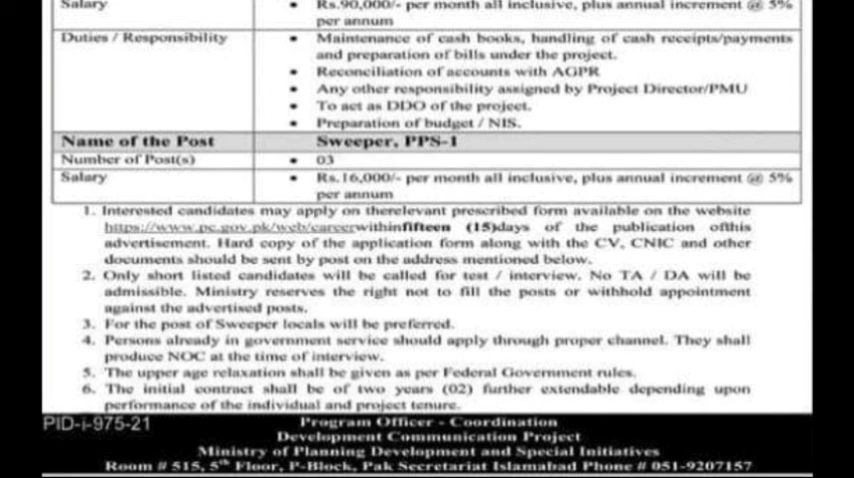 Salary • Rs.90,000/- per month all inclusive, plus annual increment @ 5%
per annum
Duties / Responsibility • Maintenance of cash books, handling of cash receipts/payments
and preparation of bills under the project.
• Reconciliation of accounts with AGPR
• Any other responsibility assigned by Project Director/PMU
• To act as DDO of the project.
• Preparation of budget / NIS.
Name of the Post Sweeper, PPS-1
Number of Post(s) • 03
Salary • Rs.16,000/- per month all inclusive, plus annual increment @ 5%
per annum
1. Interested candidates may apply on therelevant prescribed form available on the website
https://www.pc.gov.pk/web/careerwithinfifteen (15)days of the publication ofthis
advertisement. Hard copy of the application form along with the CV, CNIC and other
documents should be sent by post on the address mentioned below.
2. Only short listed candidates will be called for test / interview. No TA / DA will be
admissible. Ministry reserves the right not to fill the posts or withhold appointment
against the advertised posts.
3. For the post of Sweeper locals will be preferred.
4. Persons already in government service should apply through proper channel. They shall
produce NOC at the time of interview.
5. The upper age relaxation shall be given as per Federal Government rules.
6. The initial contract shall be of two years (02) further extendable depending upon
performance of the individual and project tenure.
PID-i-975-21
Program Officer - Coordination
Development Communication Project
Ministry of Planning Development and Special Initiatives
Room # 515, 5th Floor, P-Block, Pak Secretariat Islamabad Phone # 051-9207157